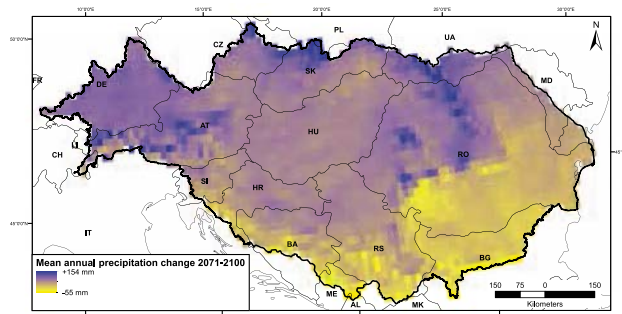 10°0'0"E 15°0'0"E 20°0'0"E 25°0'0"E 30°0'0"E
50°0'0"N
PL
N
CZ
UA
SK
MD
FR
DE
AT
HU
LI
CH
RO
45°
SI
HR
45°0'0"N
IT
BA
RS
BG
Mean annual precipitation change 2071-2100
+154 mm
-55 mm
ME
AL
MK
150 75 0 150
Kilometers